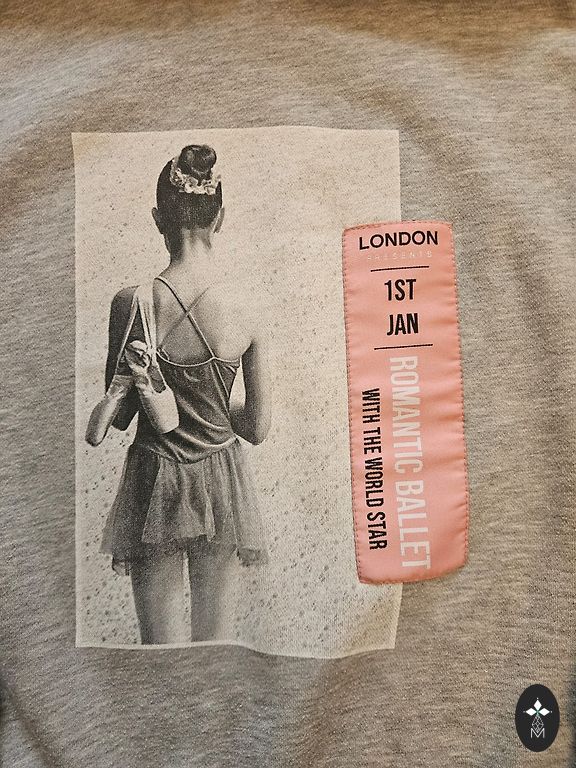 LONDON
PRESENTS
1ST
JAN
ROMANTIC BALLET
WITH THE WORLD STAR
M